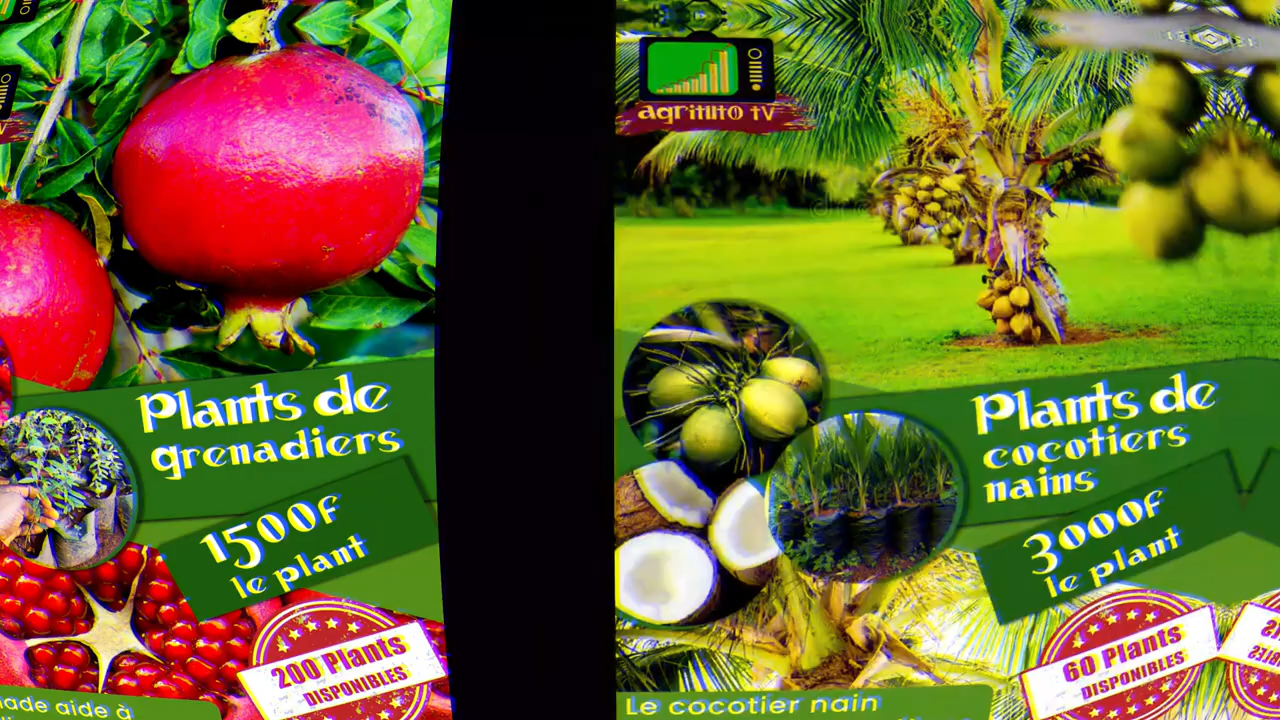 Plants de
grenadiers
1500f
le plant
200 Plants
DISPONIBLES
aide à
TV
Plants de
cocotiers
nains
3000f
le plant
60 Plants
DISPONIBLES
Le cocotier nain